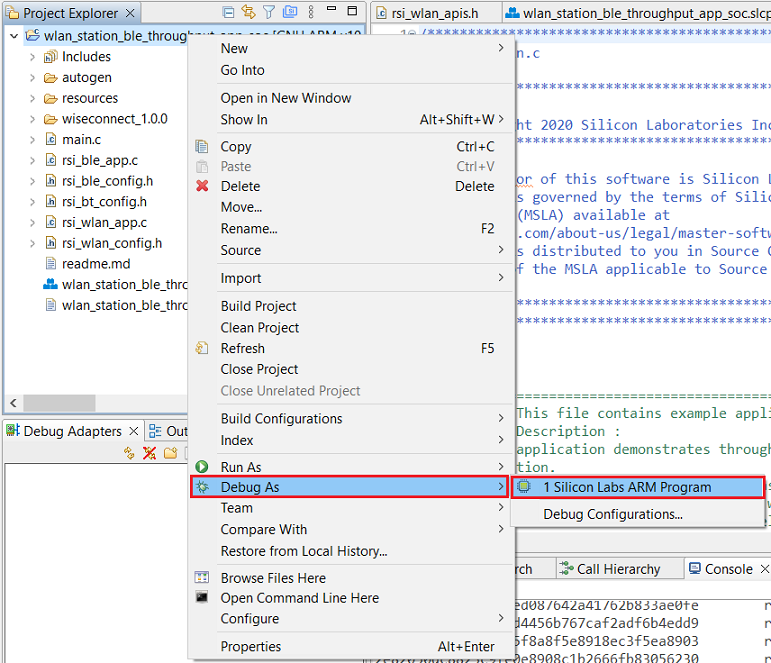 Project Explorer
rsi_wlan_apis.h
wlan_station_ble_throughput_app_soc.slcp
wlan_station_ble_throughput_app_soc [GNU ARM v10
Includes
autogen
resources
wiseconnect_1.0.0
main.c
rsi_ble_app.c
rsi_ble_config.h
rsi_bt_config.h
rsi_wlan_app.c
rsi_wlan_config.h
readme.md
wlan_station_ble_thro
wlan_station_ble_thro
Debug Adapters
Out
New
Go Into
Open in New Window
Show In Alt+Shift+W
Copy Ctrl+C
Paste Ctrl+V
Delete Delete
Move...
Rename... F2
Source
Import
Build Project
Clean Project
Refresh F5
Close Project
Close Unrelated Project
Build Configurations
Index
Run As
Debug As
Team
Compare With
Restore from Local History...
Browse Files Here
Open Command Line Here
Configure
Properties Alt+Enter
1 Silicon Labs ARM Program
Debug Configurations...
/******************************************
n.c
******************************
ght 2020 Silicon Laboratories Inc
******************************
or of this software is Silicon L
s governed by the terms of Silic
(MSLA) available at
.com/about-us/legal/master-softw
s distributed to you in Source C
f the MSLA applicable to Source
******************************
******************************
==============================
This file contains example appli
Description :
application demonstrates through
tion.
rch
Call Hierarchy
Console
ed087642a41762b833ae0fe
d4456b767caf2adf6b4edd9
5f8a8f5e8918ec3f5ea8903
e0e8908c1b2666fb83056230